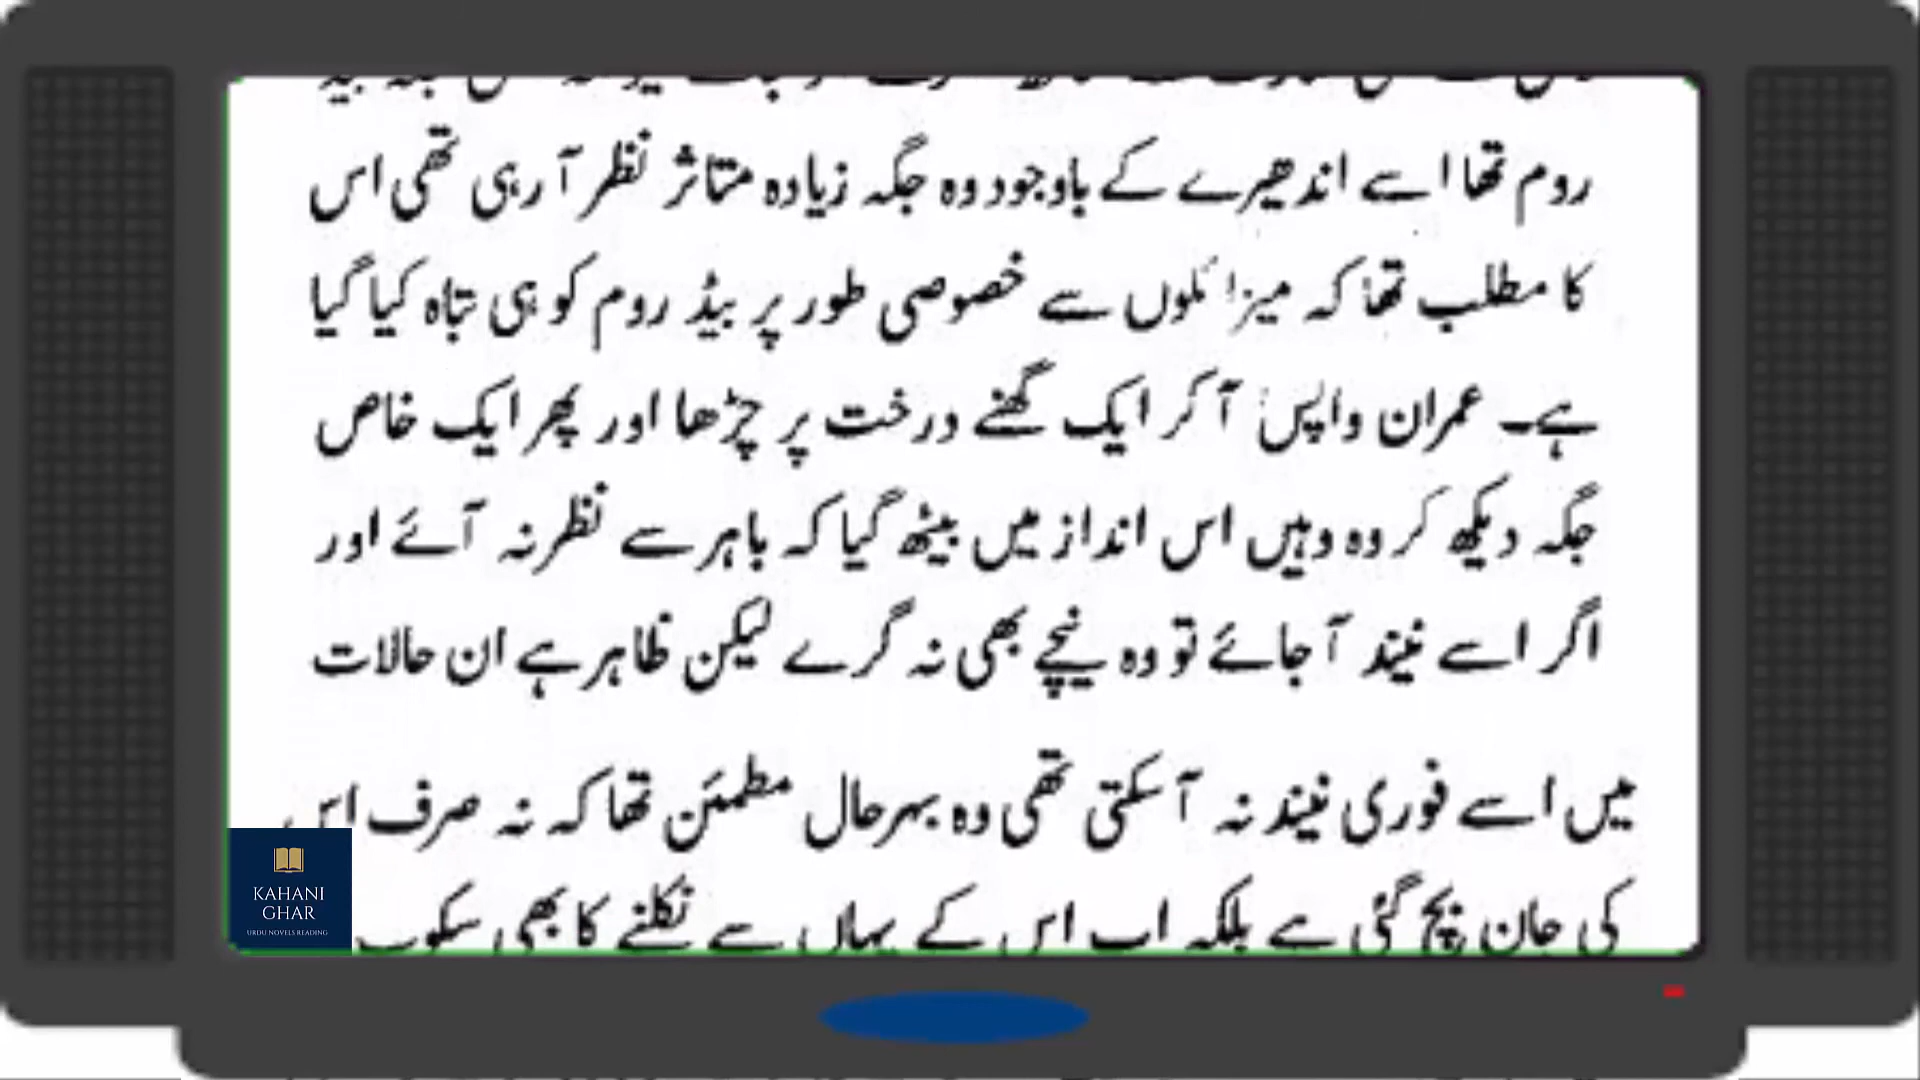 روم تھا اسے اندھیرے کے باوجود وہ جگہ زیادہ متاثر نظر آ رہی تھی اس
کا مطلب تھا کہ میزائلوں سے خصوصی طور پر بیڈ روم کو ہی تباہ کیا گیا
ہے۔ عمران واپس آ کر ایک گھنے درخت پر چڑھا اور پھر ایک خاص
جگہ دیکھ کر وہ وہیں اس انداز میں بیٹھ گیا کہ باہر سے نظر نہ آئے اور
اگر اسے نیند آ جائے تو وہ نیچے بھی نہ گرے لیکن ظاہر ہے ان حالات
میں اسے فوری نیند نہ آ سکتی تھی وہ بہرحال مطمئن تھا کہ نہ صرف اس
کی جان بچ گئی ہے بلکہ اب اس کے یہاں سے نکلنے کا بھی سکوپ
KAHANI
GHAR
URDU NOVELS READING